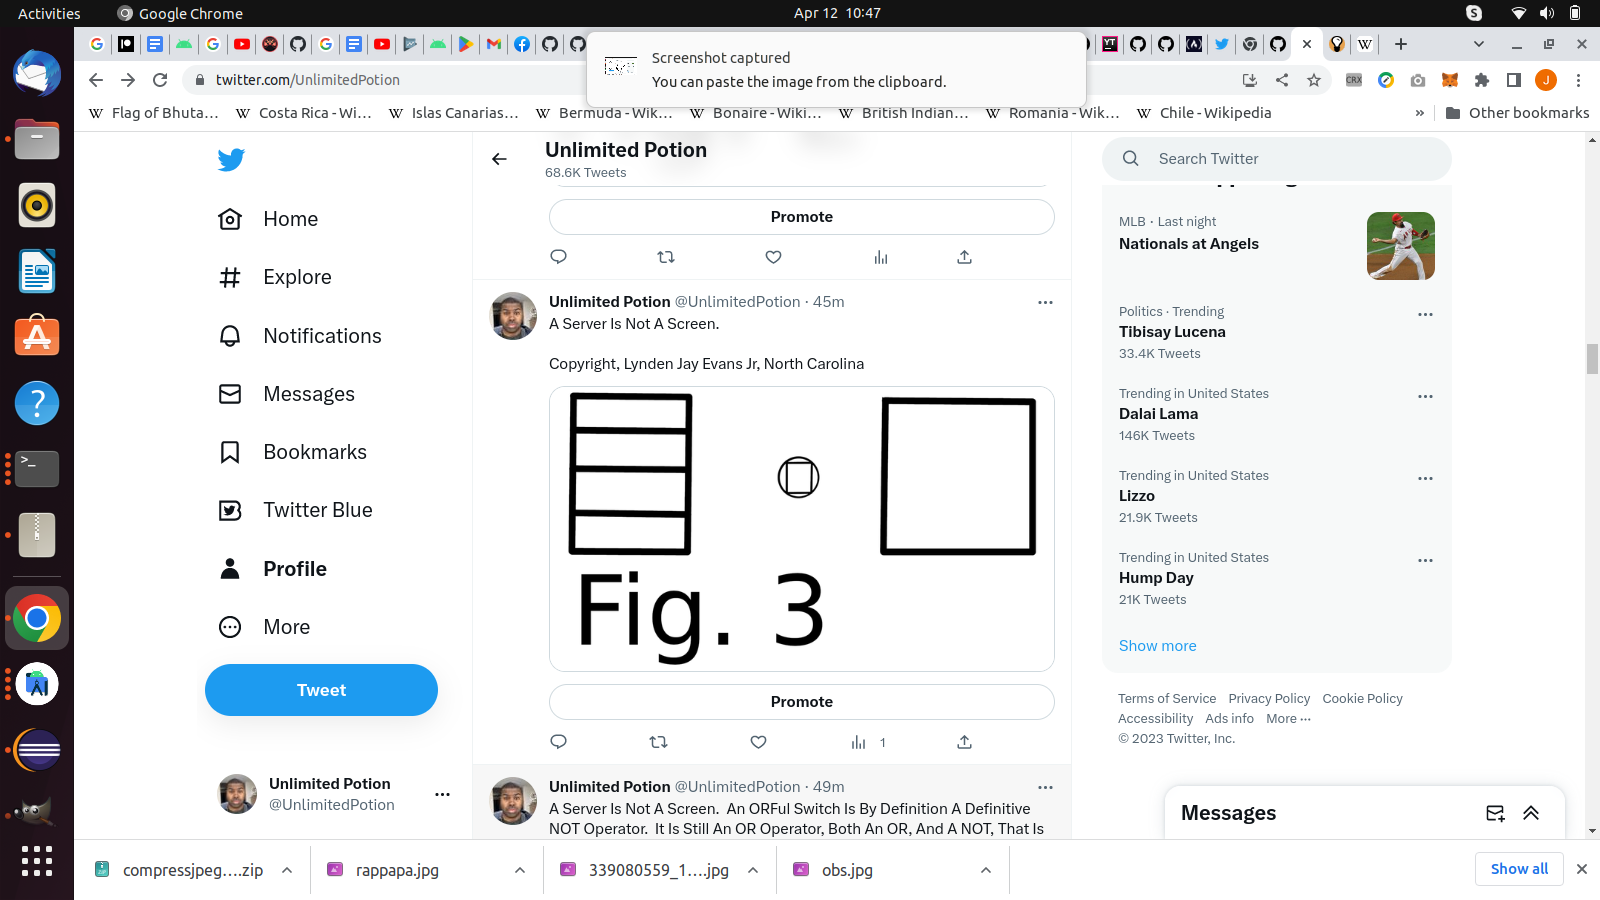 Activities
Google Chrome
Apr 12 10:47
Screenshot captured
You can paste the image from the clipboard.
twitter.com/UnlimitedPotion
Flag of Bhuta...
Costa Rica - Wi...
Islas Canarias...
Bermuda - Wik...
Bonaire - Wiki...
British Indian...
Romania - Wik...
Chile - Wikipedia
»
Other bookmarks
Unlimited Potion
68.6K Tweets
Search Twitter
Home
Explore
Notifications
Messages
Bookmarks
Twitter Blue
Profile
More
Tweet
Unlimited Potion
@UnlimitedPotion
Promote
Unlimited Potion @UnlimitedPotion · 45m
A Server Is Not A Screen.
Copyright, Lynden Jay Evans Jr, North Carolina
Fig. 3
Promote
1
Unlimited Potion @UnlimitedPotion · 49m
A Server Is Not A Screen. An ORFul Switch Is By Definition A Definitive
NOT Operator. It Is Still An OR Operator, Both An OR, And A NOT, That Is
MLB · Last night
Nationals at Angels
Politics · Trending
Tibisay Lucena
33.4K Tweets
Trending in United States
Dalai Lama
146K Tweets
Trending in United States
Lizzo
21.9K Tweets
Trending in United States
Hump Day
21K Tweets
Show more
Terms of Service Privacy Policy Cookie Policy
Accessibility Ads info More ···
© 2023 Twitter, Inc.
Messages
compressjpeg....zip
rappapa.jpg
339080559_1....jpg
obs.jpg
Show all